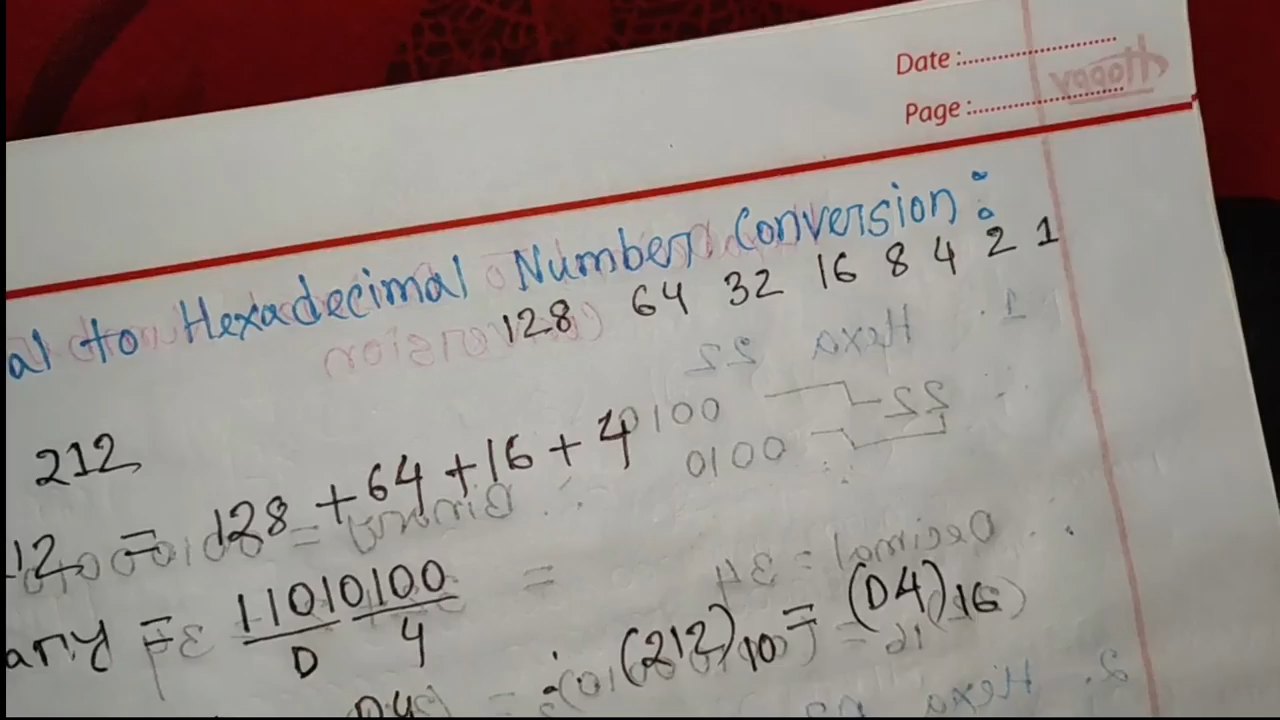 Date :
Page :
al to Hexadecimal Number Conversion :
128 64 32 16 8 4 2 1
212
12 = 128 + 64 + 16 + 4
ary = 11010100
D 4
∴ (212)10 = (D4)16
D4